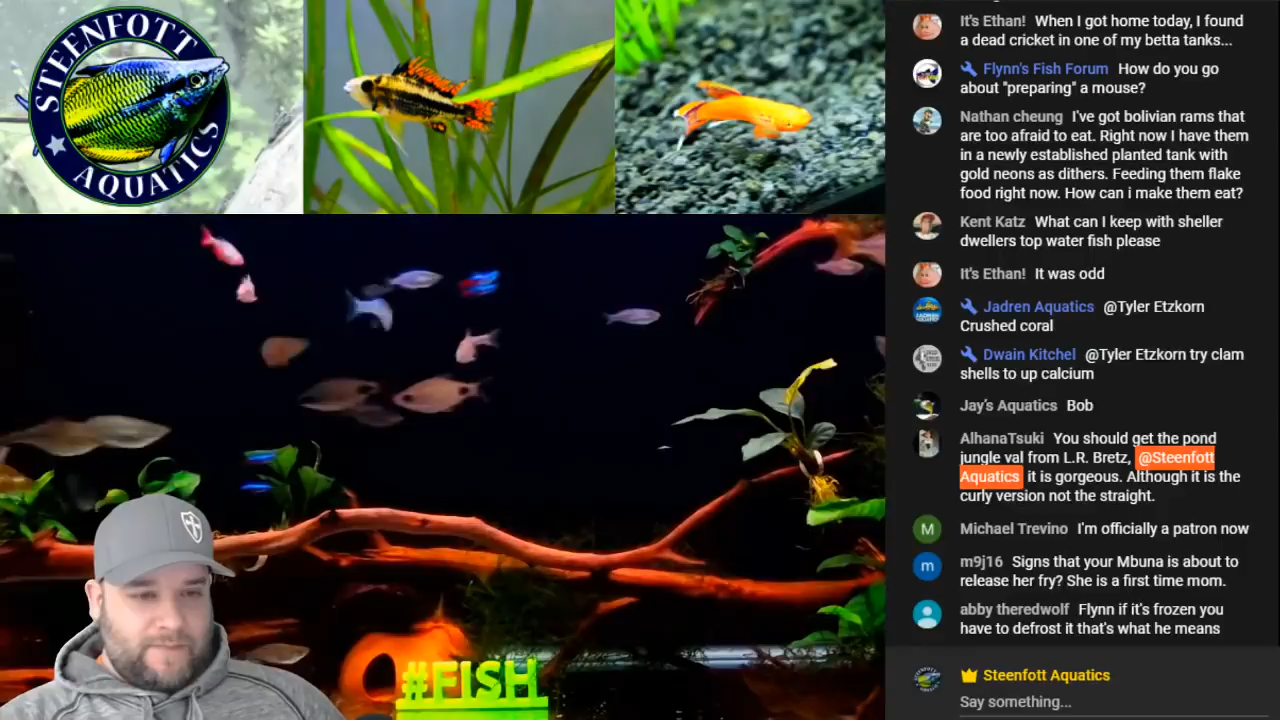 STEENFOTT
AQUATICS
#FISH
It's Ethan! When I got home today, I found
a dead cricket in one of my betta tanks...
Flynn's Fish Forum How do you go
about "preparing" a mouse?
Nathan cheung I've got bolivian rams that
are too afraid to eat. Right now I have them
in a newly established planted tank with
gold neons as dithers. Feeding them flake
food right now. How can i make them eat?
Kent Katz What can I keep with sheller
dwellers top water fish please
It's Ethan! It was odd
Jadren Aquatics @Tyler Etzkorn
Crushed coral
Dwain Kitchel @Tyler Etzkorn try clam
shells to up calcium
Jay's Aquatics Bob
AlhanaTsuki You should get the pond
jungle val from L.R. Bretz, @Steenfott
Aquatics it is gorgeous. Although it is the
curly version not the straight.
M Michael Trevino I'm officially a patron now
m m9j16 Signs that your Mbuna is about to
release her fry? She is a first time mom.
abby theredwolf Flynn if it's frozen you
have to defrost it that's what he means
Steenfott Aquatics
Say something...